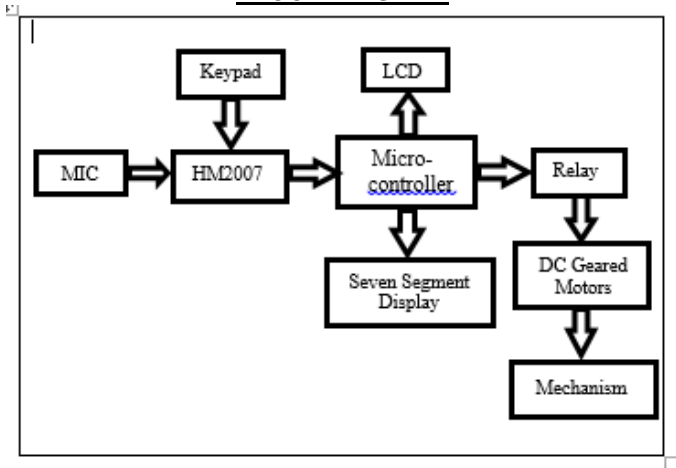 Keypad
LCD
MIC
HM2007
Micro-
controller
Relay
Seven Segment
Display
DC Geared
Motors
Mechanism